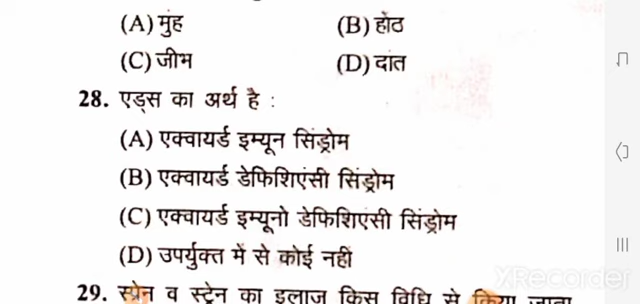 (A) मुंह (B) होंठ
(C) जीभ (D) दांत
28. एड्स का अर्थ है :
(A) एक्वायर्ड इम्यून सिंड्रोम
(B) एक्वायर्ड डेफिशिएंसी सिंड्रोम
(C) एक्वायर्ड इम्यूनो डेफिशिएंसी सिंड्रोम
(D) उपर्युक्त में से कोई नहीं
29. स्प्रेन व स्ट्रेन का इलाज किस विधि से किया जाता
XRecorder